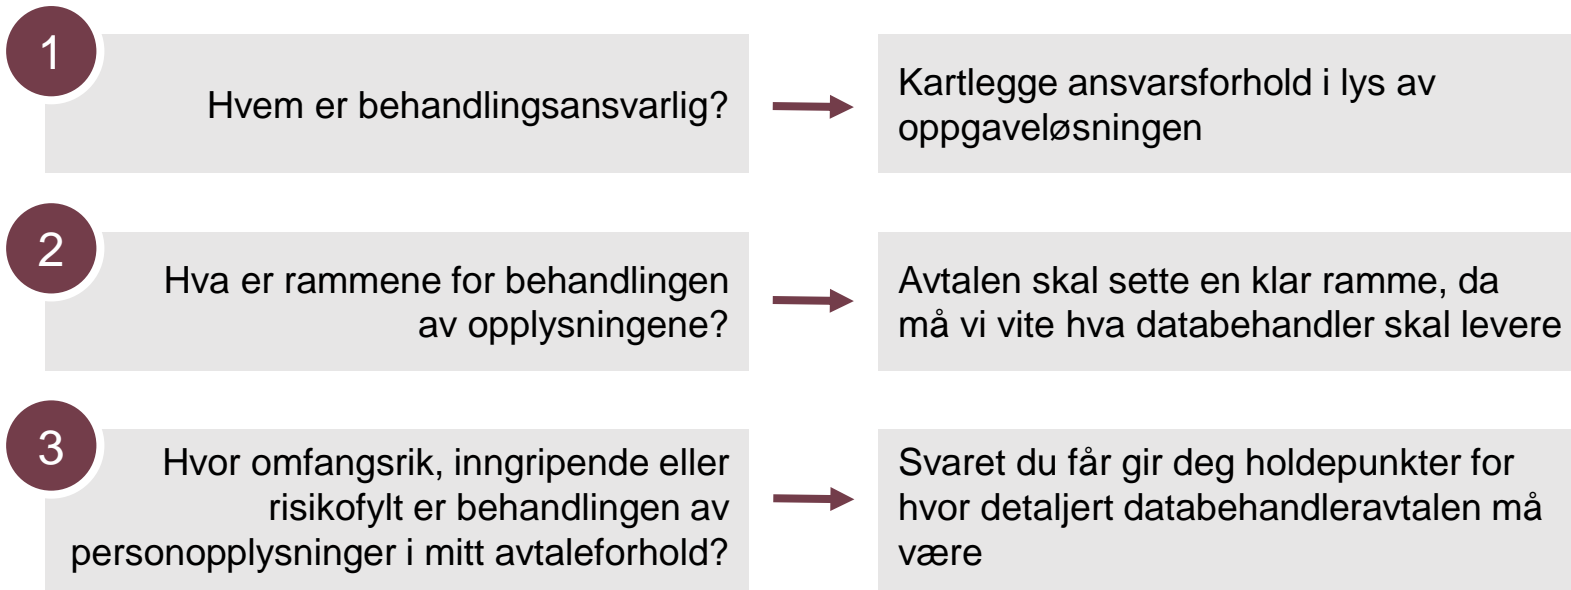 1
Hvem er behandlingsansvarlig?
Kartlegge ansvarsforhold i lys av
oppgaveløsningen
2
Hva er rammene for behandlingen
av opplysningene?
Avtalen skal sette en klar ramme, da
må vi vite hva databehandler skal levere
3
Hvor omfangsrik, inngripende eller
risikofylt er behandlingen av
personopplysninger i mitt avtaleforhold?
Svaret du får gir deg holdepunkter for
hvor detaljert databehandleravtalen må
være